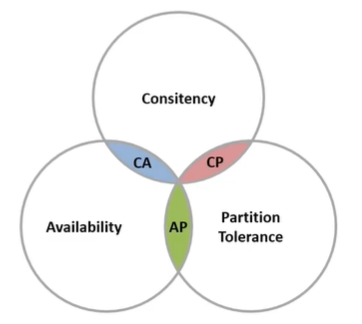 Consitency
CA
CP
Availability
AP
Partition
Tolerance